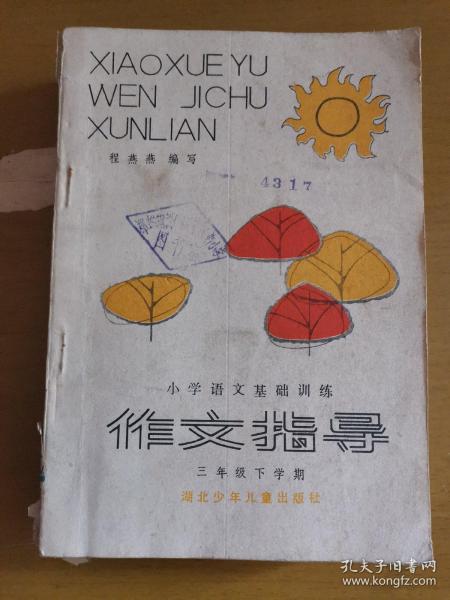 XIAOXUE YU
WEN JICHU
XUNLIAN
程燕燕 编写
4317
小学语文基础训练
作文指导
三年级下学期
湖北少年儿童出版社
孔夫子旧书网
www.kongfz.com